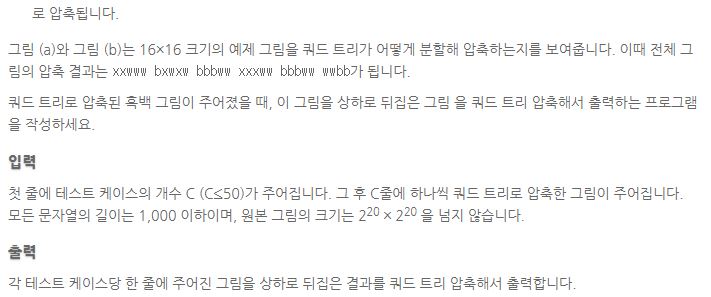 로 압축됩니다.
그림 (a)와 그림 (b)는 16×16 크기의 예제 그림을 쿼드 트리가 어떻게 분할해 압축하는지를 보여줍니다. 이때 전체 그
림의 압축 결과는 xxwww bxwxw bbbww xxxww bbbww wwbb가 됩니다.
쿼드 트리로 압축된 흑백 그림이 주어졌을 때, 이 그림을 상하로 뒤집은 그림 을 쿼드 트리 압축해서 출력하는 프로그램
을 작성하세요.
입력
첫 줄에 테스트 케이스의 개수 C (C≤50)가 주어집니다. 그 후 C줄에 하나씩 쿼드 트리로 압축한 그림이 주어집니다.
모든 문자열의 길이는 1,000 이하이며, 원본 그림의 크기는 2²⁰ × 2²⁰ 을 넘지 않습니다.
출력
각 테스트 케이스당 한 줄에 주어진 그림을 상하로 뒤집은 결과를 쿼드 트리 압축해서 출력합니다.